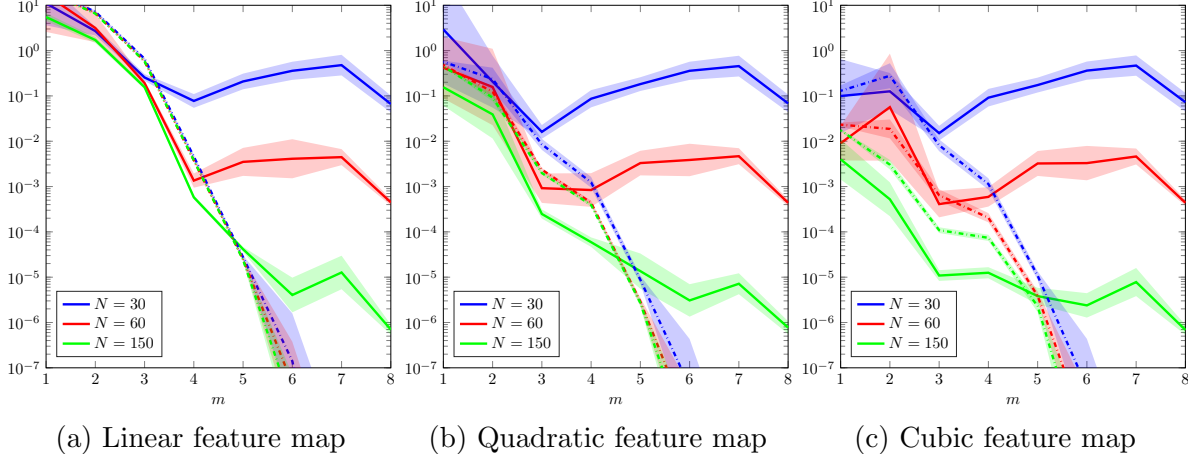 10^1
10^0
10^-1
10^-2
10^-3
10^-4
10^-5
10^-6
10^-7
N = 30
N = 60
N = 150
1 2 3 4 5 6 7 8
m
(a) Linear feature map
10^1
10^0
10^-1
10^-2
10^-3
10^-4
10^-5
10^-6
10^-7
N = 30
N = 60
N = 150
1 2 3 4 5 6 7 8
m
(b) Quadratic feature map
10^1
10^0
10^-1
10^-2
10^-3
10^-4
10^-5
10^-6
10^-7
N = 30
N = 60
N = 150
1 2 3 4 5 6 7 8
m
(c) Cubic feature map